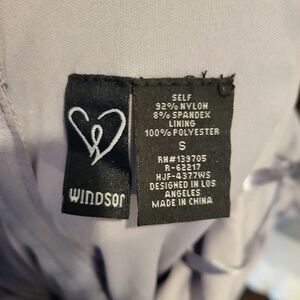 WINDSOR
SELF
92% NYLON
8% SPANDEX
LINING
100% POLYESTER
S
RN#139705
R-62217
HJF-4377WS
DESIGNED IN LOS
ANGELES
MADE IN CHINA